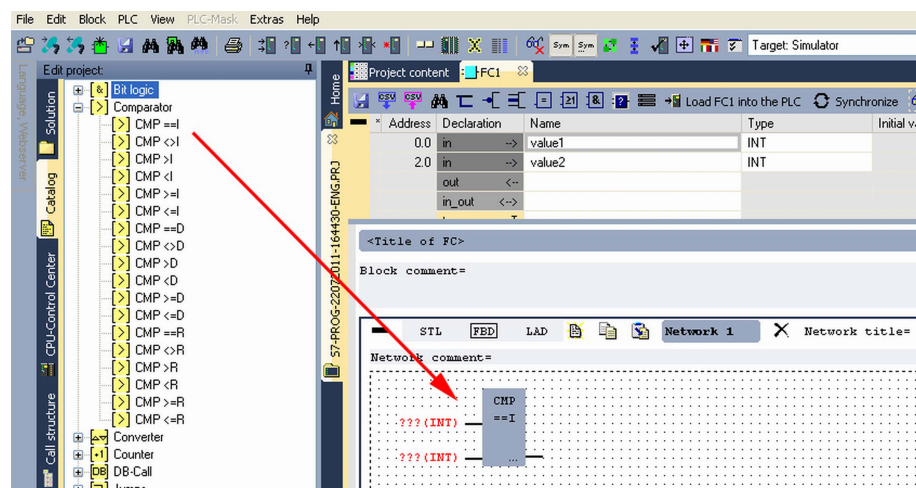 File Edit Block PLC View PLC-Mask Extras Help
Sym Sym Target: Simulator
Language, Webserver
Solution
Catalog
CPU-Control Center
Call structure
Edit project:
Bit logic
Comparator
CMP ==I
CMP <>I
CMP >I
CMP <I
CMP >=I
CMP <=I
CMP ==D
CMP <>D
CMP >D
CMP <D
CMP >=D
CMP <=D
CMP ==R
CMP <>R
CMP >R
CMP <R
CMP >=R
CMP <=R
Converter
Counter
DB DB-Call
Home
S7-PROG-22072011-164430-ENG.PRJ
Project content FC1
CSV CSV Load FC1 into the PLC Synchronize
Address Declaration Name Type Initial v
0.0 in --> value1 INT
2.0 in --> value2 INT
out <--
in_out <-->
<Title of FC>
Block comment=
STL FBD LAD Network 1 Network title=
Network comment=
CMP
==I
???(INT)
???(INT) ...